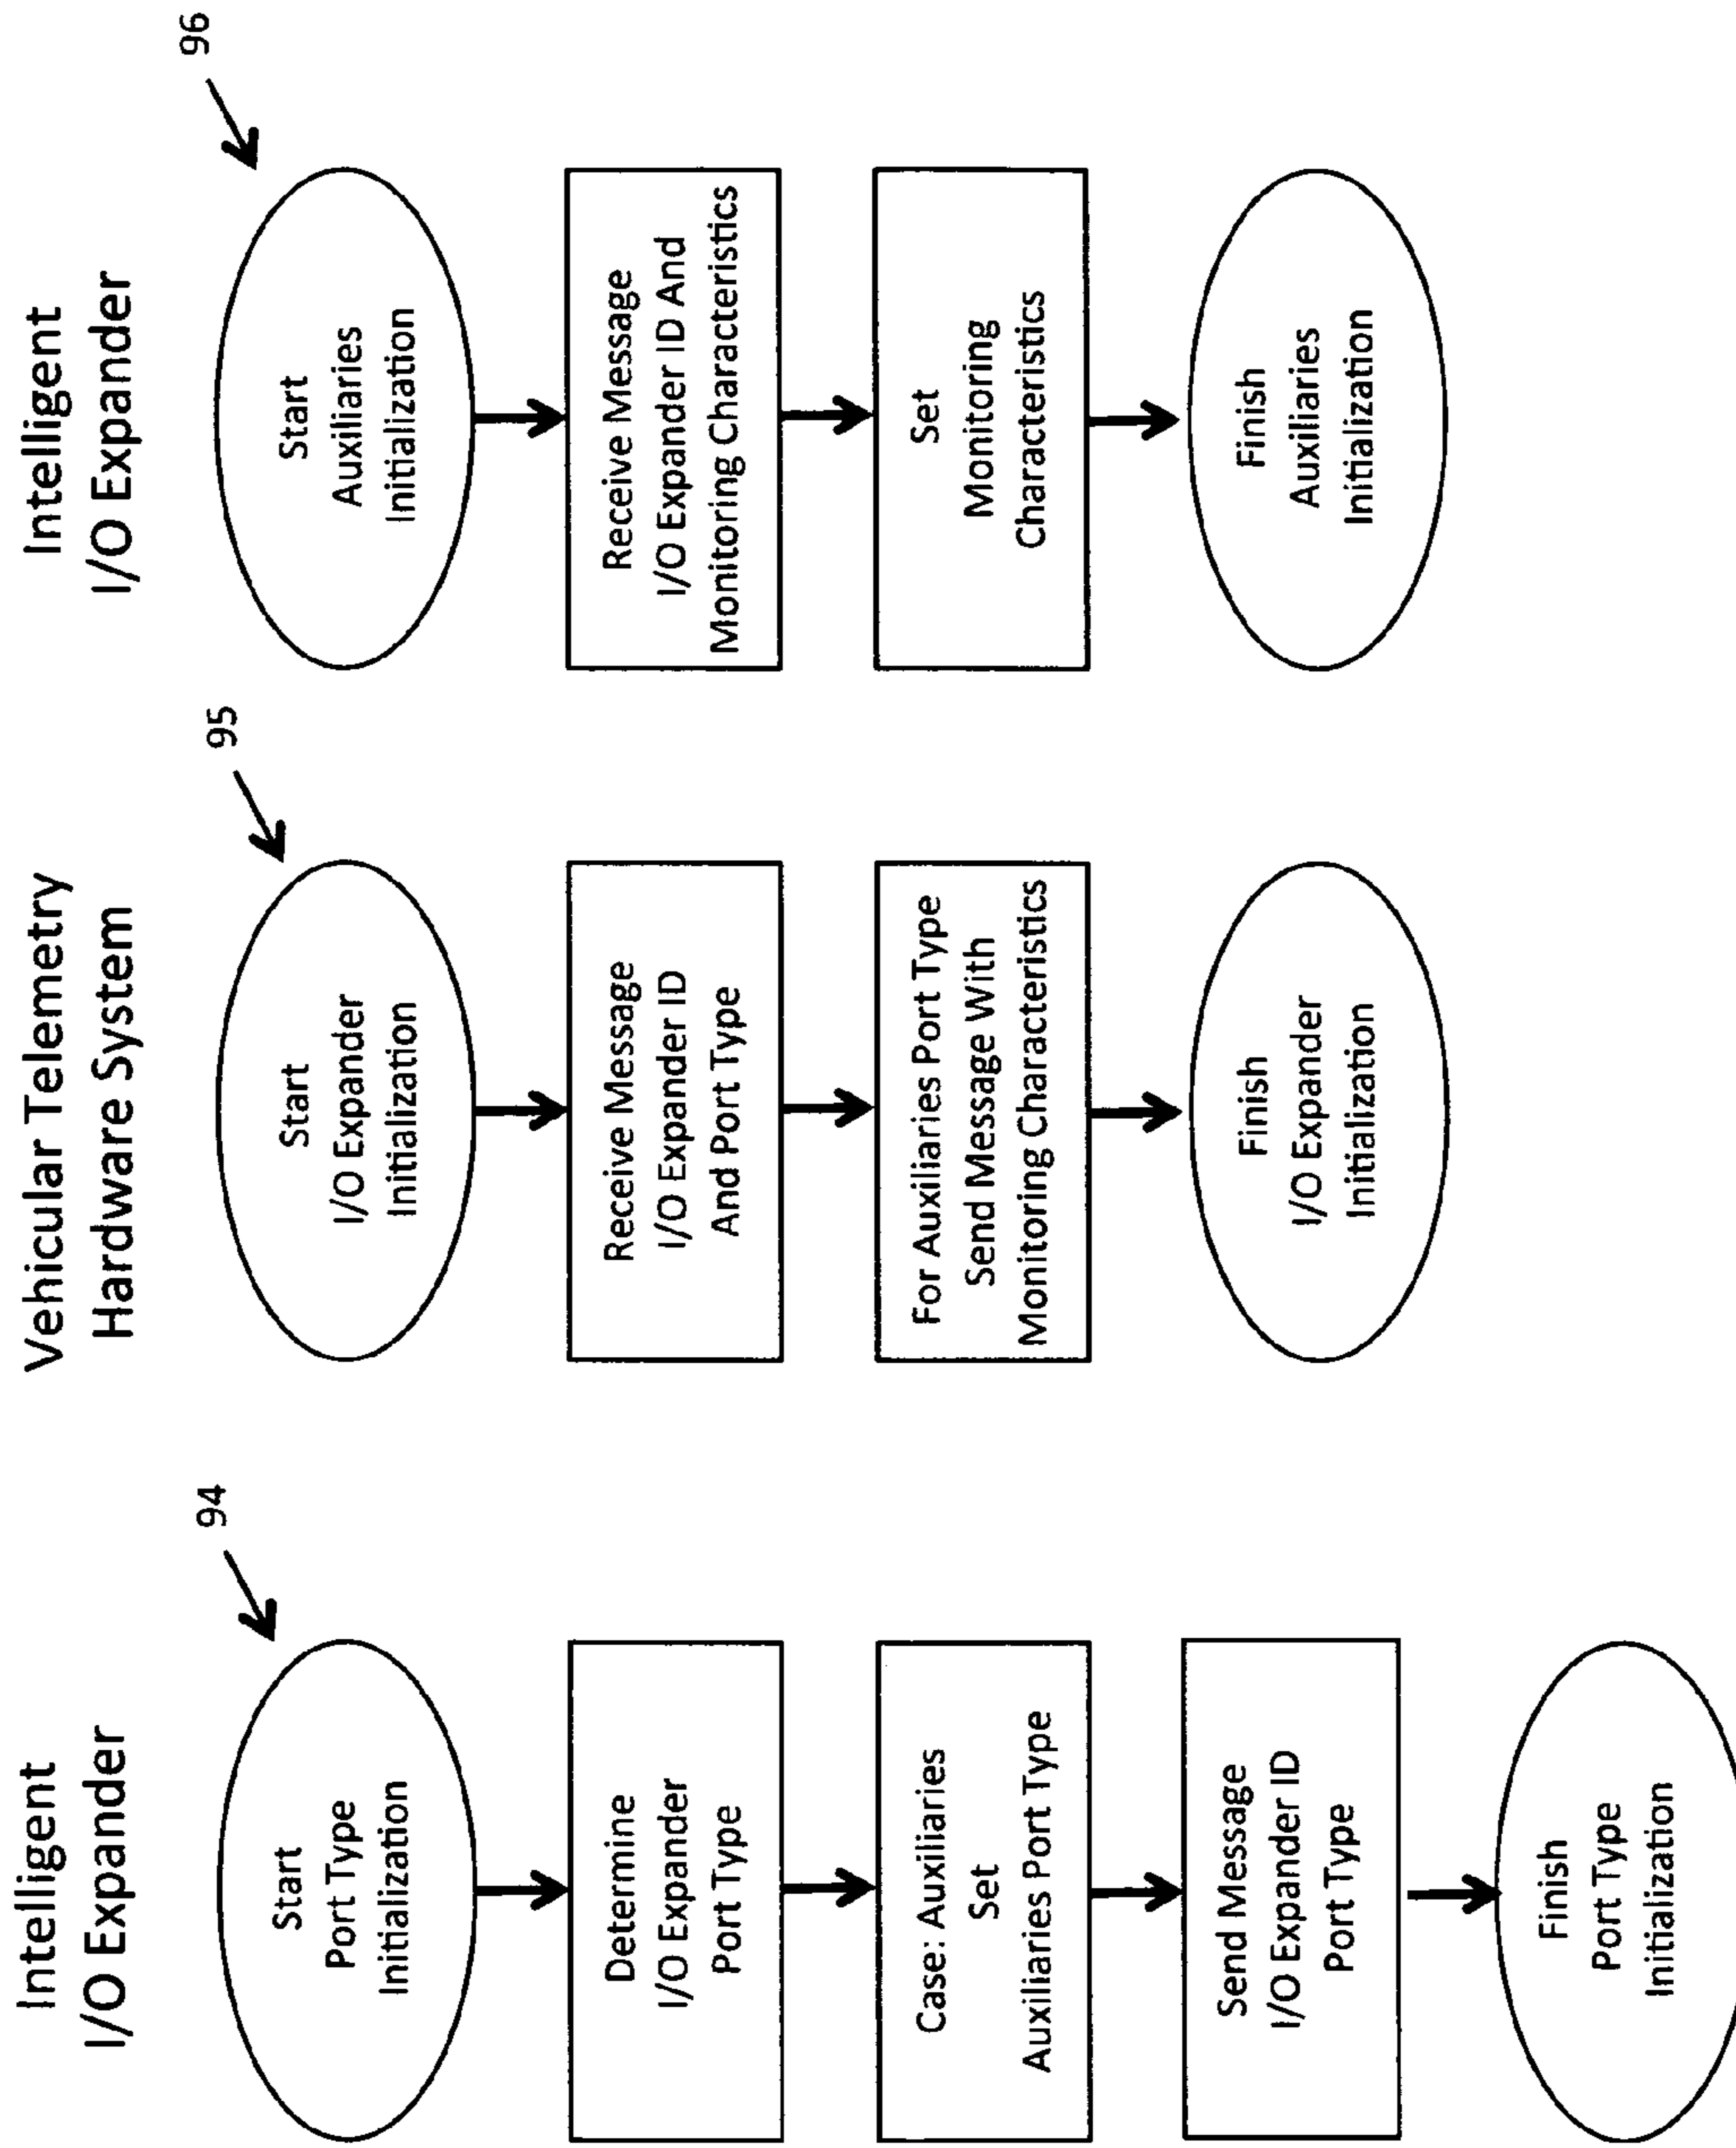 Intelligent
I/O Expander
94
Start
Port Type
Initialization
Determine
I/O Expander
Port Type
Case: Auxiliaries
Set
Auxiliaries Port Type
Send Message
I/O Expander ID
Port Type
Finish
Port Type
Initialization
Vehicular Telemetry
Hardware System
95
Start
I/O Expander
Initialization
Receive Message
I/O Expander ID
And Port Type
For Auxiliaries Port Type
Send Message With
Monitoring Characteristics
Finish
I/O Expander
Initialization
Intelligent
I/O Expander
96
Start
Auxiliaries
Initialization
Receive Message
I/O Expander ID And
Monitoring Characteristics
Set
Monitoring
Characteristics
Finish
Auxiliaries
Initialization